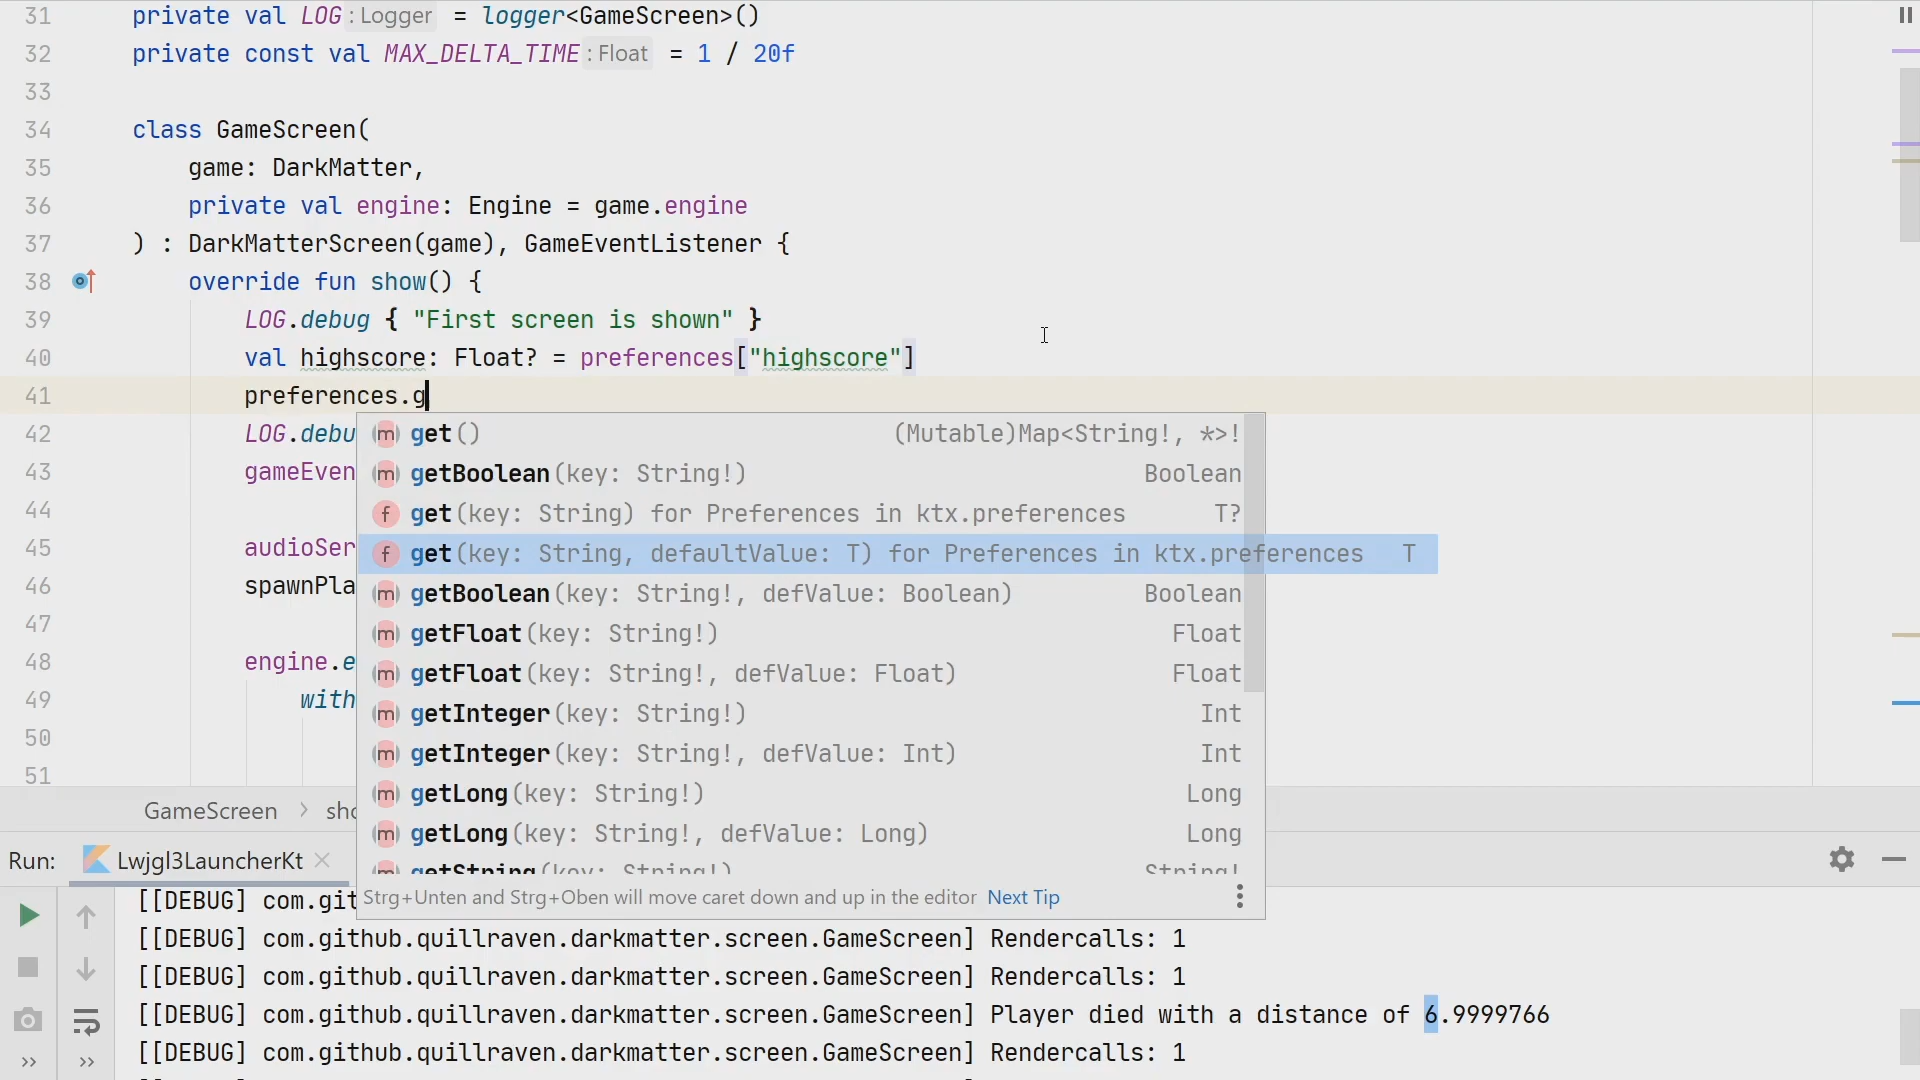 31 private val LOG : Logger = logger<GameScreen>()
32 private const val MAX_DELTA_TIME : Float = 1 / 20f
33
34 class GameScreen(
35 game: DarkMatter,
36 private val engine: Engine = game.engine
37 ) : DarkMatterScreen(game), GameEventListener {
38 override fun show() {
39 LOG.debug { "First screen is shown" }
40 val highscore: Float? = preferences["highscore"]
41 preferences.g
42 LOG.debu
get() (Mutable)Map<String!, *>!
43 gameEven
getBoolean(key: String!) Boolean
44
get(key: String) for Preferences in ktx.preferences T?
45 audioSer
get(key: String, defaultValue: T) for Preferences in ktx.preferences T
46 spawnPla
getBoolean(key: String!, defValue: Boolean) Boolean
47
getFloat(key: String!) Float
48 engine.e
getFloat(key: String!, defValue: Float) Float
49 with
getInteger(key: String!) Int
50
getInteger(key: String!, defValue: Int) Int
51
getLong(key: String!) Long
GameScreen > sho
getLong(key: String!, defValue: Long) Long
getString(key: String!) String!
Run: Lwjgl3LauncherKt
Strg+Unten and Strg+Oben will move caret down and up in the editor Next Tip
[[DEBUG] com.git
[[DEBUG] com.github.quillraven.darkmatter.screen.GameScreen] Rendercalls: 1
[[DEBUG] com.github.quillraven.darkmatter.screen.GameScreen] Rendercalls: 1
[[DEBUG] com.github.quillraven.darkmatter.screen.GameScreen] Player died with a distance of 6.9999766
[[DEBUG] com.github.quillraven.darkmatter.screen.GameScreen] Rendercalls: 1